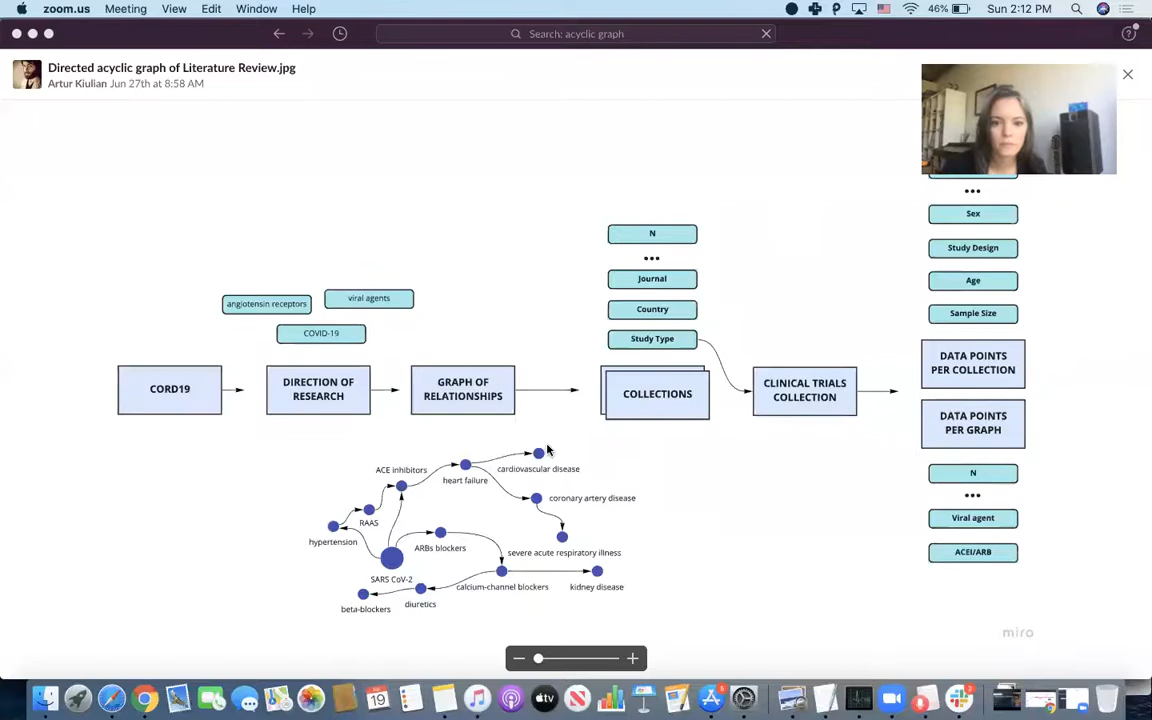 zoom.us Meeting View Edit Window Help 46% Sun 2:12 PM
Search: acyclic graph
Directed acyclic graph of Literature Review.jpg
Artur Kiulian Jun 27th at 8:58 AM
•••
Sex
N
Study Design
•••
Journal
Age
Country
Sample Size
angiotensin receptors
viral agents
COVID-19
Study Type
CORD19
DIRECTION OF
RESEARCH
GRAPH OF
RELATIONSHIPS
COLLECTIONS
CLINICAL TRIALS
COLLECTION
DATA POINTS
PER COLLECTION
DATA POINTS
PER GRAPH
N
•••
Viral agent
ACEI/ARB
ACE inhibitors
heart failure
cardiovascular disease
coronary artery disease
RAAS
hypertension
ARBs blockers
severe acute respiratory illness
SARS CoV-2
calcium-channel blockers
kidney disease
beta-blockers
diuretics
miro
19